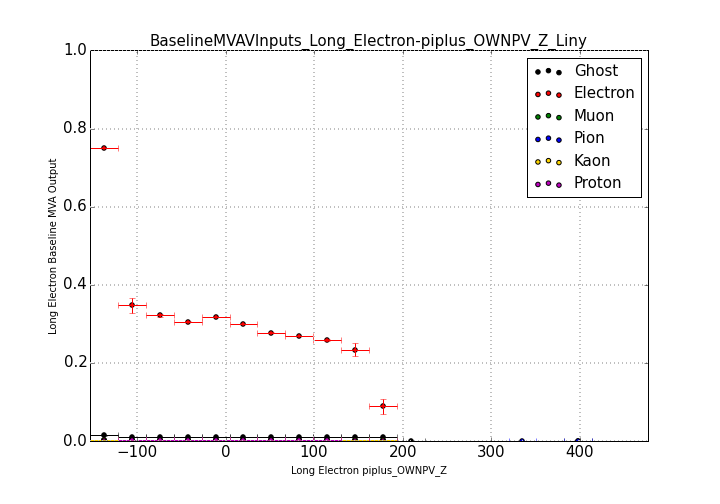 BaselineMVAVInputs_Long_Electron-piplus_OWNPV_Z_Liny
1.0
0.8
0.6
0.4
0.2
0.0
Long Electron Baseline MVA Output
Ghost
Electron
Muon
Pion
Kaon
Proton
−100 0 100 200 300 400
Long Electron piplus_OWNPV_Z